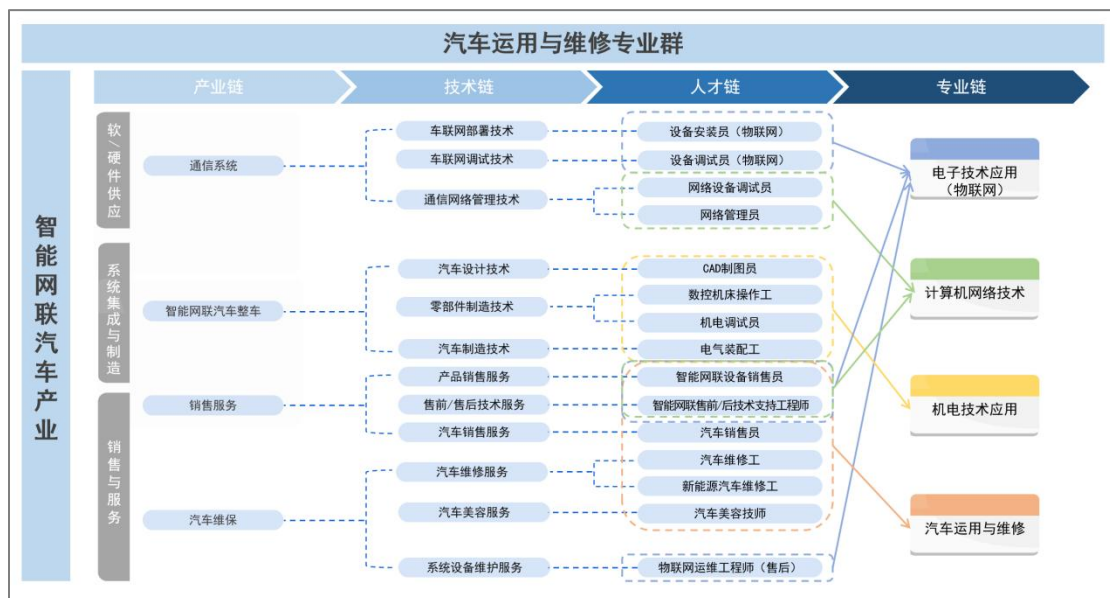 汽车运用与维修专业群
智能网联汽车产业
产业链
技术链
人才链
专业链
软/硬件供应
系统集成与制造
销售与服务
通信系统
智能网联汽车整车
销售服务
汽车维保
车联网部署技术
车联网调试技术
通信网络管理技术
汽车设计技术
零部件制造技术
汽车制造技术
产品销售服务
售前/售后技术服务
汽车销售服务
汽车维修服务
汽车美容服务
系统设备维护服务
设备安装员（物联网）
设备调试员（物联网）
网络设备调试员
网络管理员
CAD制图员
数控机床操作工
机电调试员
电气装配工
智能网联设备销售员
智能网联售前/后技术支持工程师
汽车销售员
汽车维修工
新能源汽车维修工
汽车美容技师
物联网运维工程师（售后）
电子技术应用
（物联网）
计算机网络技术
机电技术应用
汽车运用与维修